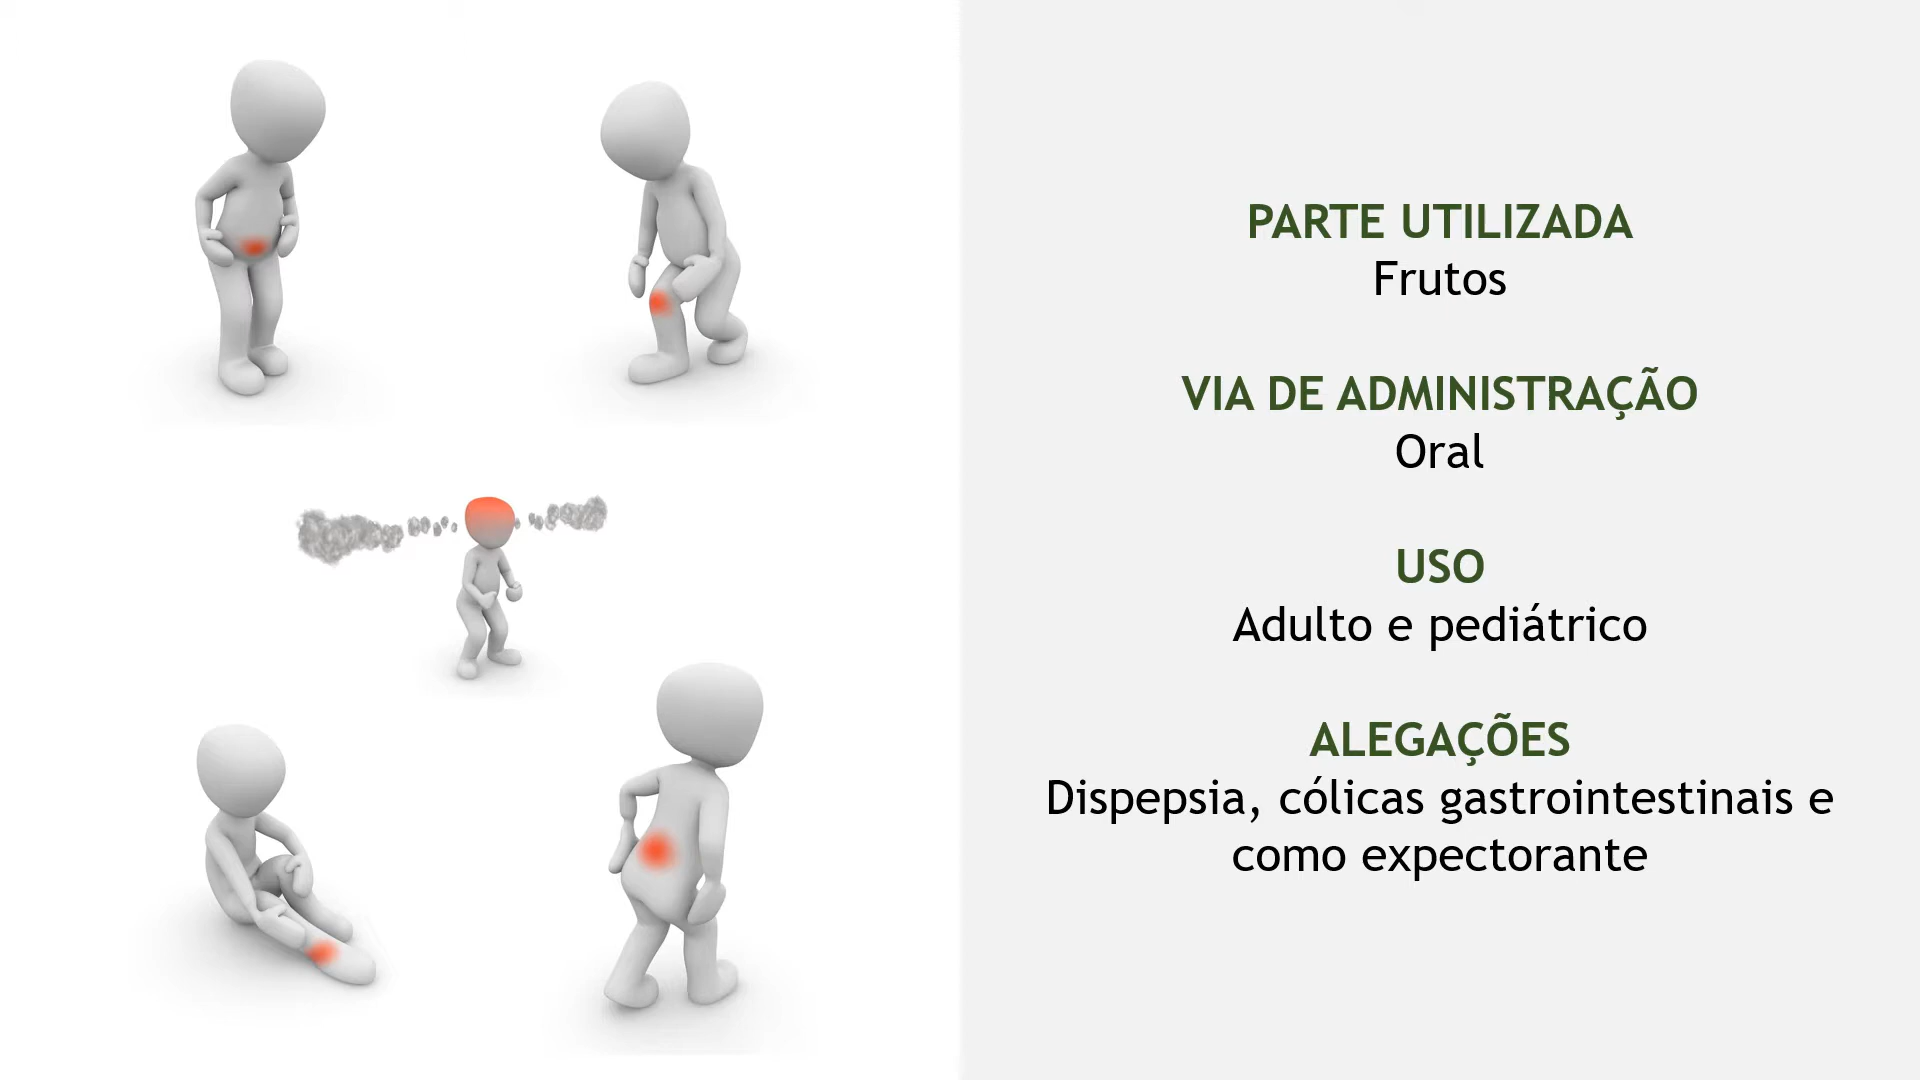 PARTE UTILIZADA
Frutos
VIA DE ADMINISTRAÇÃO
Oral
USO
Adulto e pediátrico
ALEGAÇÕES
Dispepsia, cólicas gastrointestinais e
como expectorante